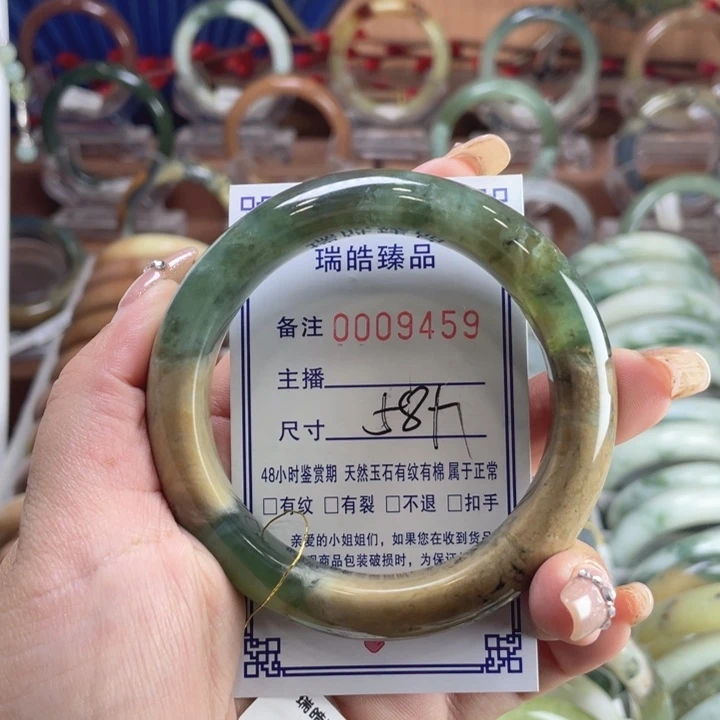 瑞皓臻品
备注 0009459
主播
尺寸 58
48小时鉴赏期 天然玉石有纹有棉 属于正常
□有纹 □有裂 □不退 □扣手
亲爱的小姐姐们，如果您在收到货品
现商品包装破损时，为保证